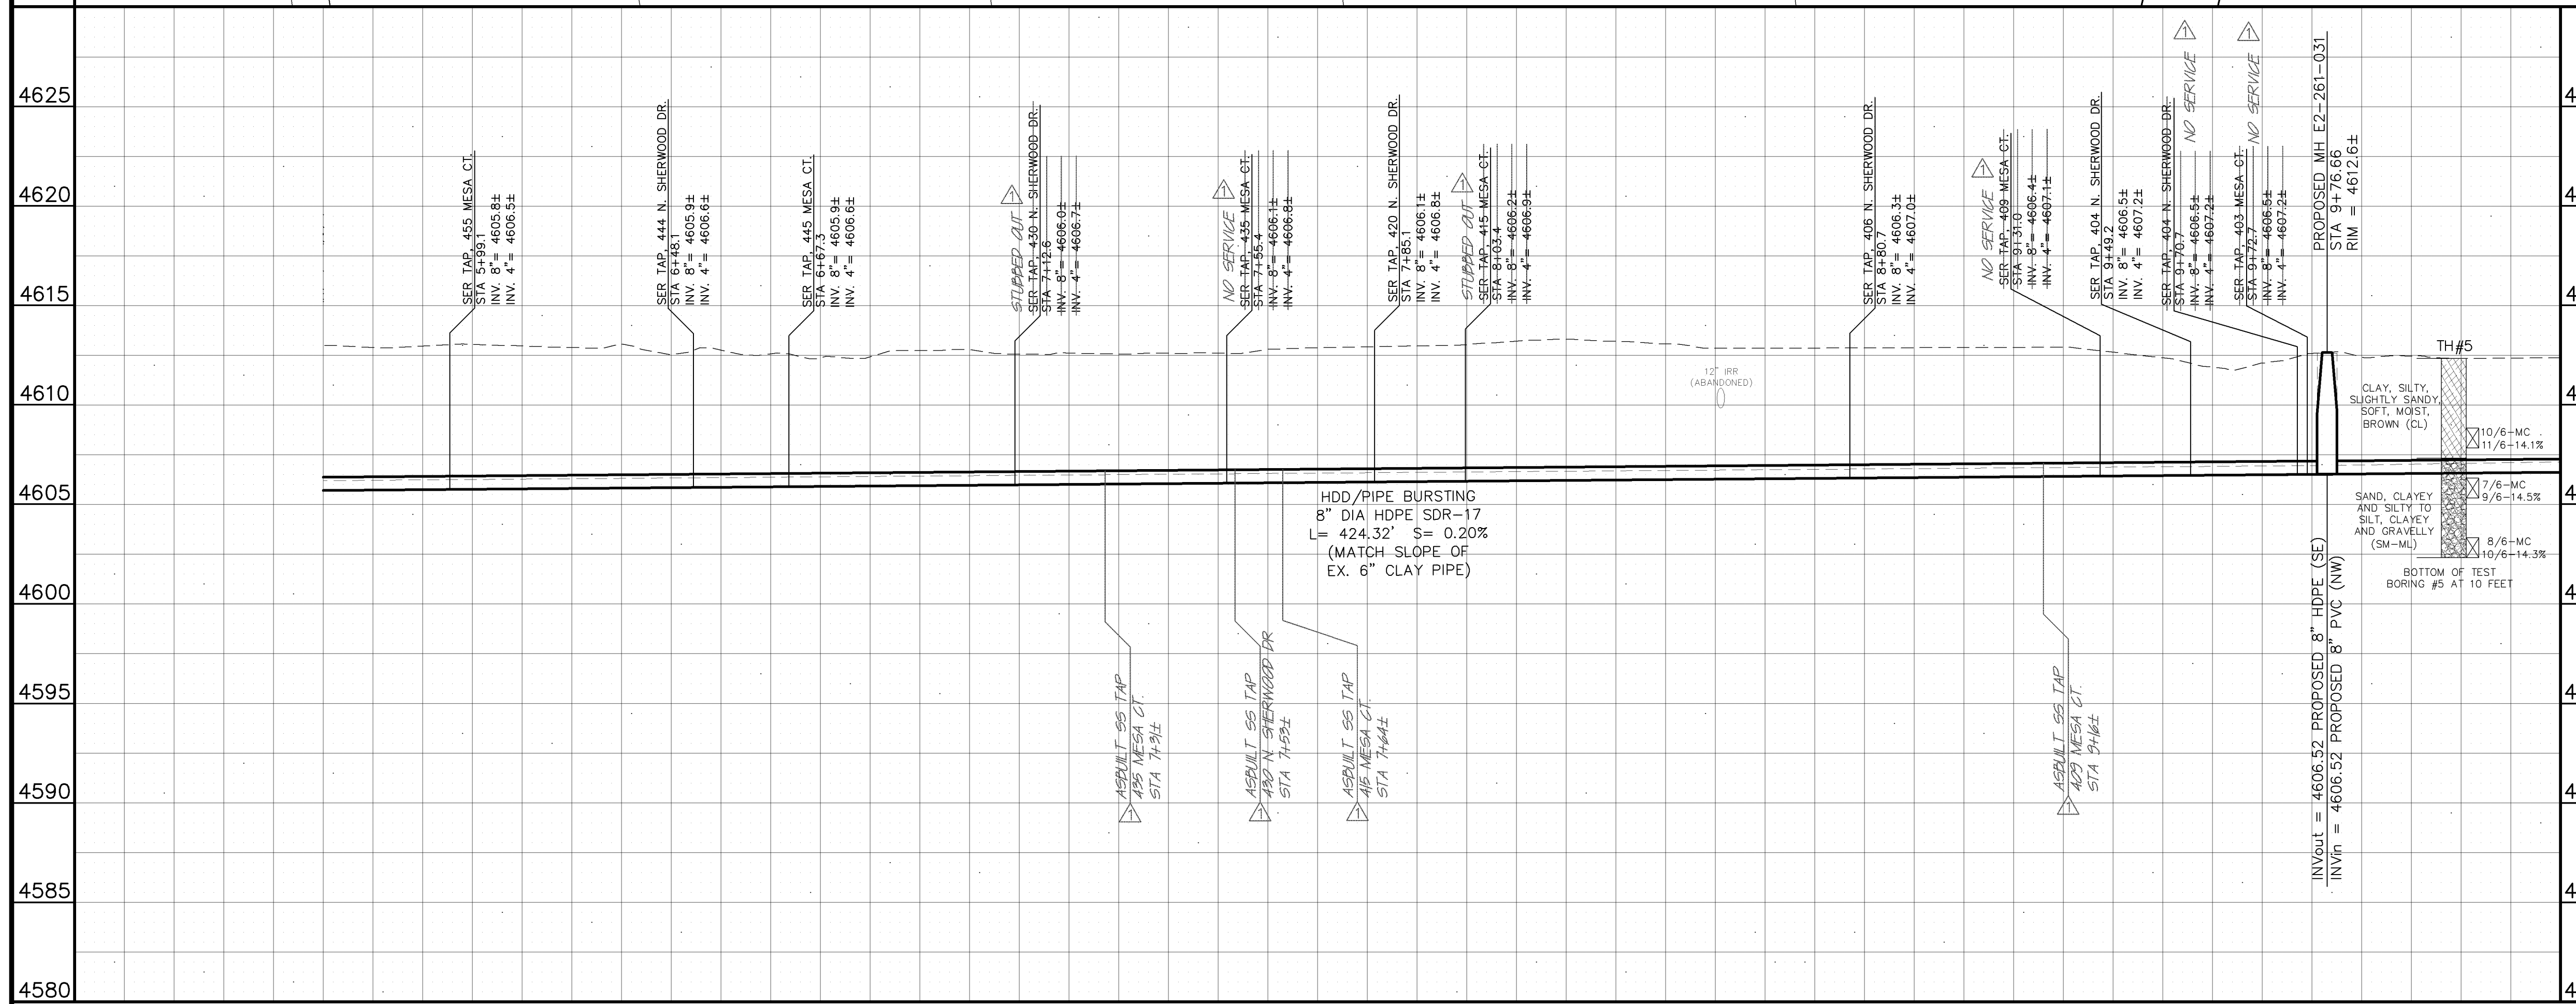 4625
4620
4615
4610
4605
4600
4595
4590
4585
4580
SER TAP, 455 MESA CT.
STA 5+99.1
INV. 8"= 4605.8±
INV. 4"= 4606.5±
SER TAP, 444 N. SHERWOOD DR.
STA 6+48.1
INV. 8"= 4605.9±
INV. 4"= 4606.6±
SER TAP, 445 MESA CT.
STA 6+67.3
INV. 8"= 4605.9±
INV. 4"= 4606.6±
1
STUBBED OUT
SER TAP, 430 N. SHERWOOD DR.
STA 7+12.6
INV. 8"= 4606.0±
INV. 4"= 4606.7±
1
NO SERVICE
SER TAP, 435 MESA CT.
STA 7+55.4
INV. 8"= 4606.1±
INV. 4"= 4606.8±
SER TAP, 420 N. SHERWOOD DR.
STA 7+85.1
INV. 8"= 4606.1±
INV. 4"= 4606.8±
1
STUBBED OUT
SER TAP, 415 MESA CT.
STA 8+03.4
INV. 8"= 4606.2±
INV. 4"= 4606.9±
SER TAP, 406 N. SHERWOOD DR.
STA 8+80.7
INV. 8"= 4606.3±
INV. 4"= 4607.0±
1
NO SERVICE
SER TAP, 409 MESA CT.
STA 9+31.0
INV. 8"= 4606.4±
INV. 4"= 4607.1±
SER TAP, 404 N. SHERWOOD DR.
STA 9+49.2
INV. 8"= 4606.5±
INV. 4"= 4607.2±
1
NO SERVICE
SER TAP, 404 N. SHERWOOD DR.
STA 9+70.7
INV. 8"= 4606.5±
INV. 4"= 4607.2±
1
NO SERVICE
SER TAP, 403 MESA CT.
STA 9+72.7
INV. 8"= 4606.5±
INV. 4"= 4607.2±
PROPOSED MH E2-261-031
STA 9+76.66
RIM = 4612.6±
12" IRR
(ABANDONED)
TH#5
CLAY, SILTY,
SLIGHTLY SANDY,
SOFT, MOIST,
BROWN (CL)
10/6-MC
11/6-14.1%
7/6-MC
9/6-14.5%
SAND, CLAYEY
AND SILTY TO
SILT, CLAYEY
AND GRAVELLY
(SM-ML)
8/6-MC
10/6-14.3%
BOTTOM OF TEST
BORING #5 AT 10 FEET
HDD/PIPE BURSTING
8" DIA HDPE SDR-17
L= 424.32' S= 0.20%
(MATCH SLOPE OF
EX. 6" CLAY PIPE)
ASBUILT SS TAP
435 MESA CT.
STA 7+31±
1
ASBUILT SS TAP
430 N. SHERWOOD DR
STA 7+53±
1
ASBUILT SS TAP
415 MESA CT.
STA 7+64±
1
ASBUILT SS TAP
409 MESA CT.
STA 9+16±
1
INVout = 4606.52 PROPOSED 8" HDPE (SE)
INVin = 4606.52 PROPOSED 8" PVC (NW)